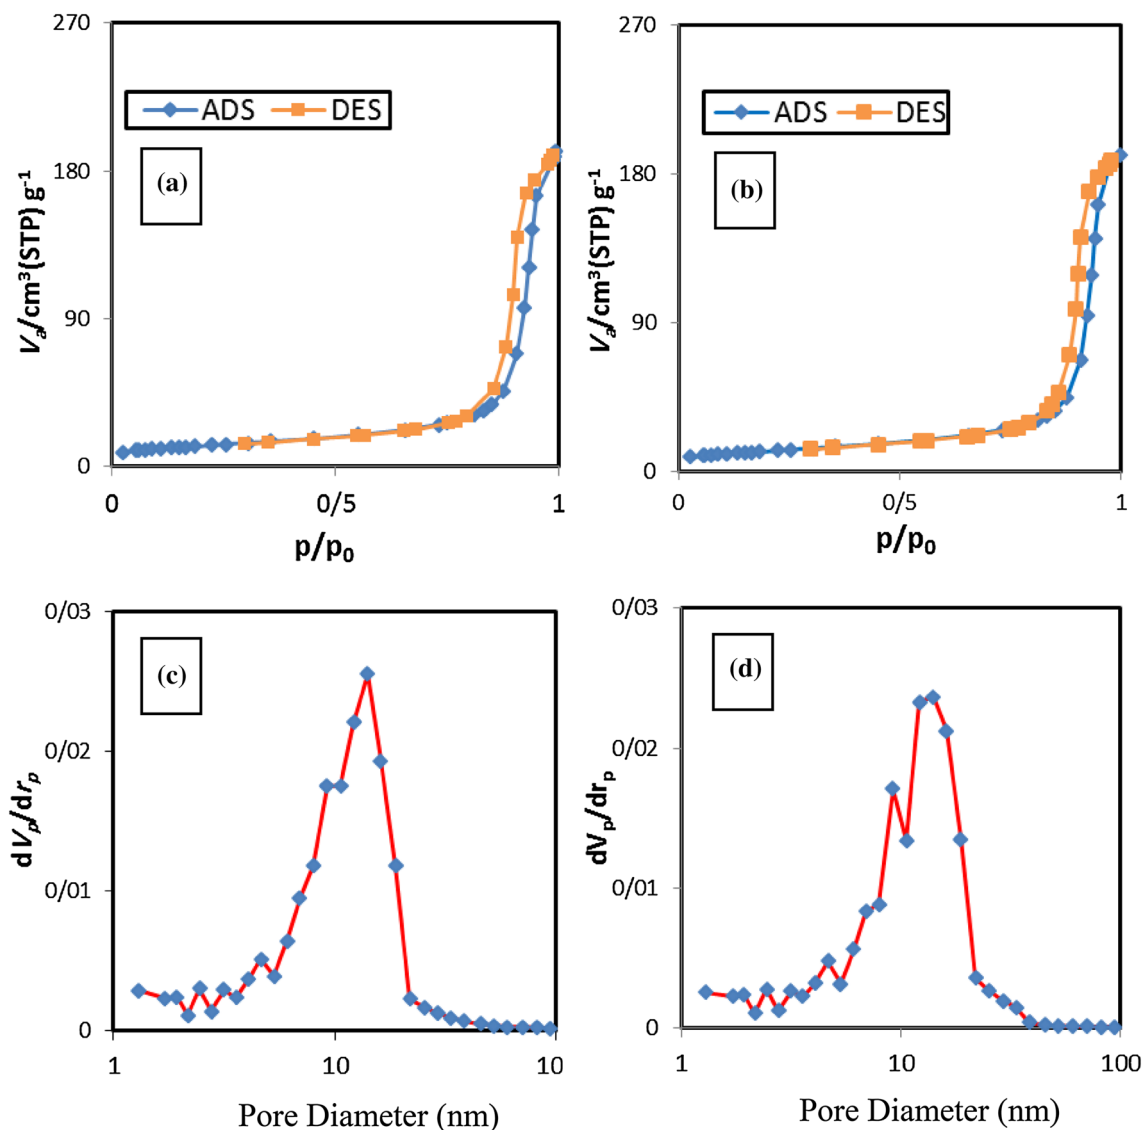 270
180
90
0
ADS DES
(a)
Vₐ/cm³(STP) g⁻¹
0 0/5 1
p/p₀
270
180
90
0
ADS DES
(b)
Vₐ/cm³(STP) g⁻¹
0 0/5 1
p/p₀
0/03
0/02
0/01
0
(c)
dVₚ/drₚ
1 10 10
Pore Diameter (nm)
0/03
0/02
0/01
0
(d)
dVₚ/drₚ
1 10 100
Pore Diameter (nm)